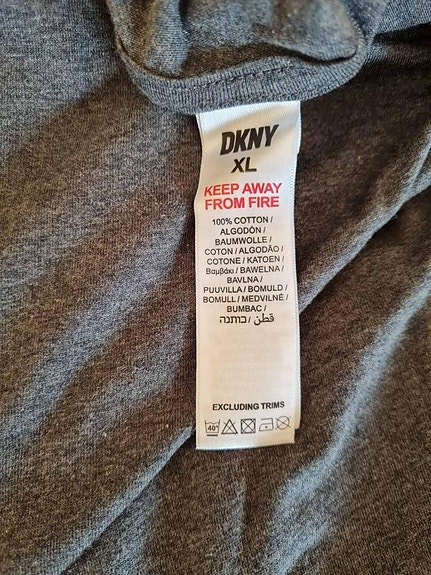 DKNY
XL
KEEP AWAY
FROM FIRE
100% COTTON /
ALGODÓN /
BAUMWOLLE /
COTON / ALGODÃO /
COTONE / KATOEN /
Βαμβάκι / BAWEŁNA /
BAVLNA /
PUUVILLA / BOMULD /
BOMULL / MEDVILNĖ /
BUMBAC /
قطن / כותנה
EXCLUDING TRIMS
40°